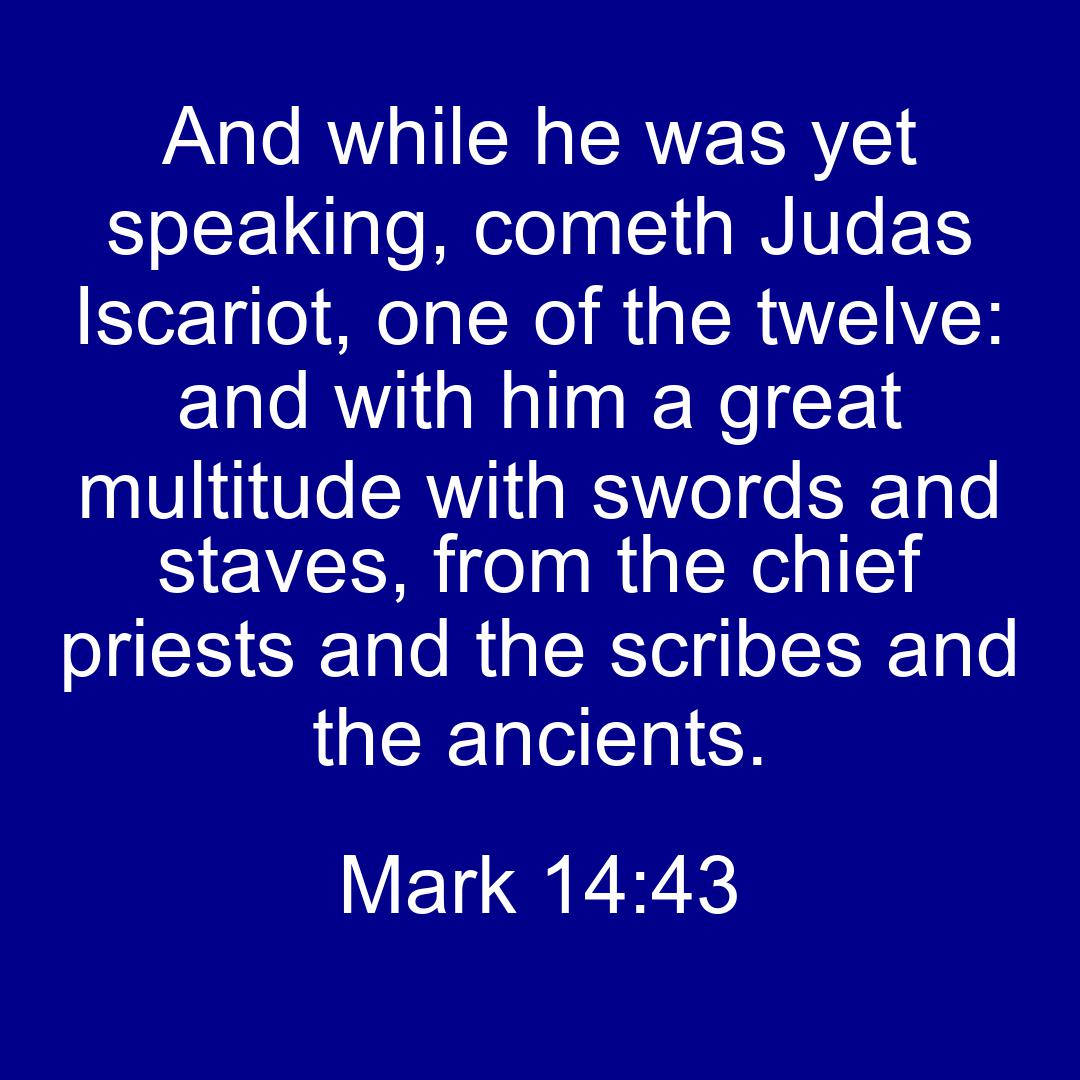 And while he was yet
speaking, cometh Judas
Iscariot, one of the twelve:
and with him a great
multitude with swords and
staves, from the chief
priests and the scribes and
the ancients.
Mark 14:43